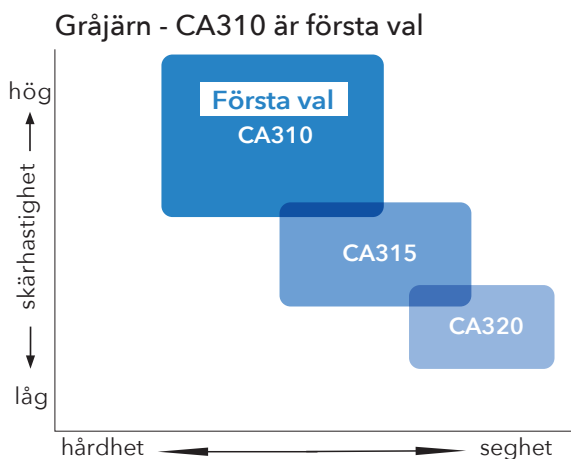 Gråjärn - CA310 är första val
hög
skärhastighet
låg
Första val
CA310
CA315
CA320
hårdhet
seghet